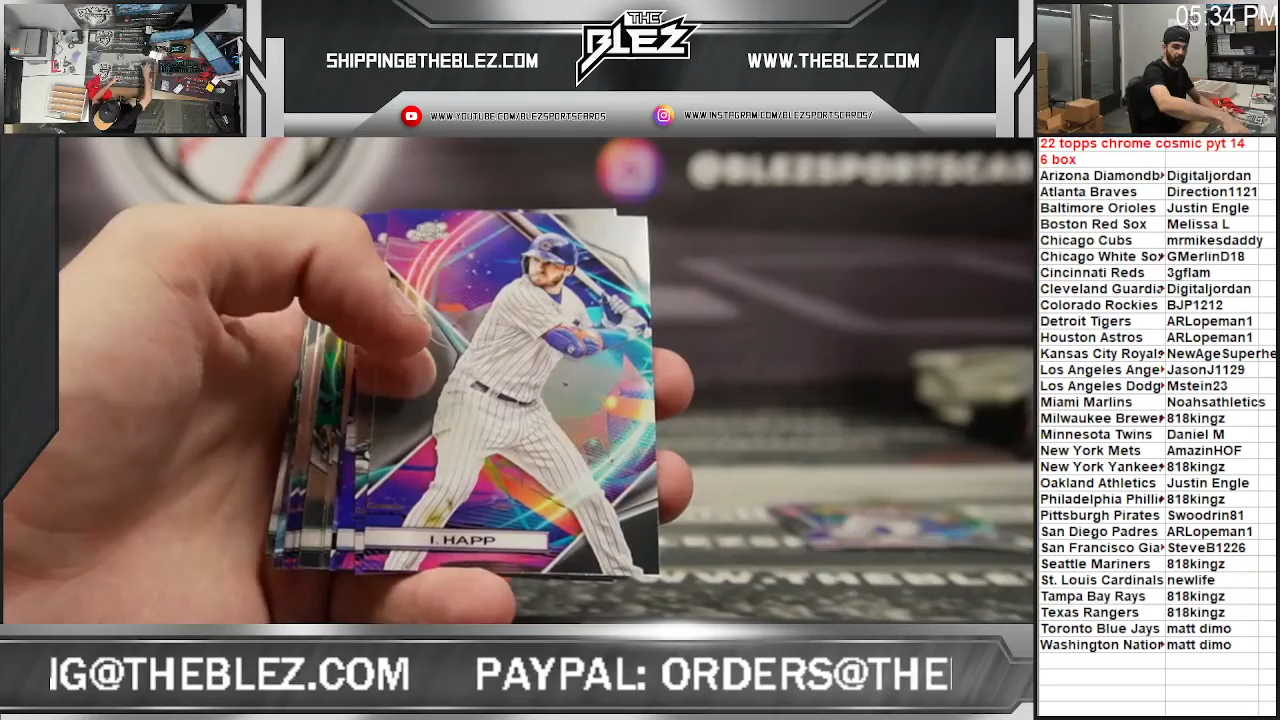 05:34 PM
THE
BLEZ
SHIPPING@THEBLEZ.COM
WWW.THEBLEZ.COM
WWW.YOUTUBE.COM/BLEZSPORTSCARDS
WWW.INSTAGRAM.COM/BLEZSPORTSCARDS/
22 topps chrome cosmic pyt 14
6 box
Arizona Diamondb Digitaljordan
Atlanta Braves Direction1121
Baltimore Orioles Justin Engle
Boston Red Sox Melissa L
Chicago Cubs mrmikesdaddy
Chicago White Sox GMerlinD18
Cincinnati Reds 3gflam
Cleveland Guardia Digitaljordan
Colorado Rockies BJP1212
Detroit Tigers ARLopeman1
Houston Astros ARLopeman1
Kansas City Royals NewAgeSuperhe
Los Angeles Ange JasonJ1129
Los Angeles Dodg Mstein23
Miami Marlins Noahsathletics
Milwaukee Brewe 818kingz
Minnesota Twins Daniel M
New York Mets AmazinHOF
New York Yankee 818kingz
Oakland Athletics Justin Engle
Philadelphia Philli 818kingz
Pittsburgh Pirates Swoodrin81
San Diego Padres ARLopeman1
San Francisco Gia SteveB1226
Seattle Mariners 818kingz
St. Louis Cardinals newlife
Tampa Bay Rays 818kingz
Texas Rangers 818kingz
Toronto Blue Jays matt dimo
Washington Nation matt dimo
@BLEZSPORTSCAR
I. HAPP
WWW.THEBLEZ
IG@THEBLEZ.COM PAYPAL: ORDERS@THE